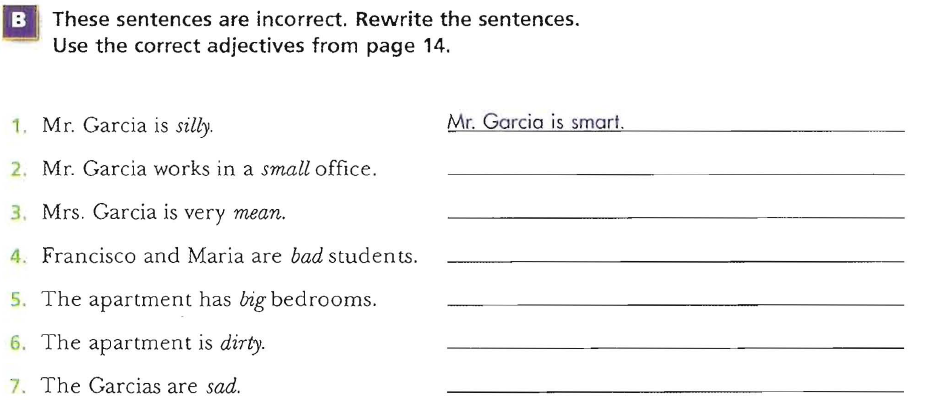 B These sentences are incorrect. Rewrite the sentences.
Use the correct adjectives from page 14.
1. Mr. Garcia is silly. Mr. Garcia is smart.
2. Mr. Garcia works in a small office.
3. Mrs. Garcia is very mean.
4. Francisco and Maria are bad students.
5. The apartment has big bedrooms.
6. The apartment is dirty.
7. The Garcias are sad.